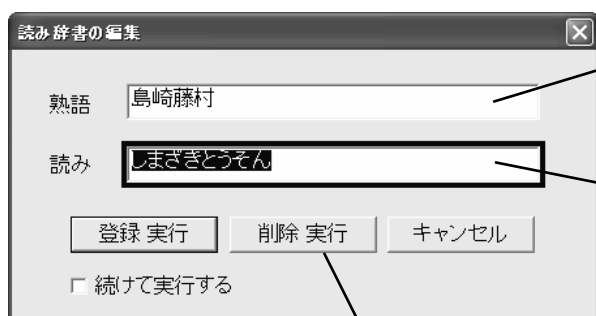 読み辞書の編集
熟語 島崎藤村
読み しまざきとうそん
登録 実行 削除 実行 キャンセル
続けて実行する